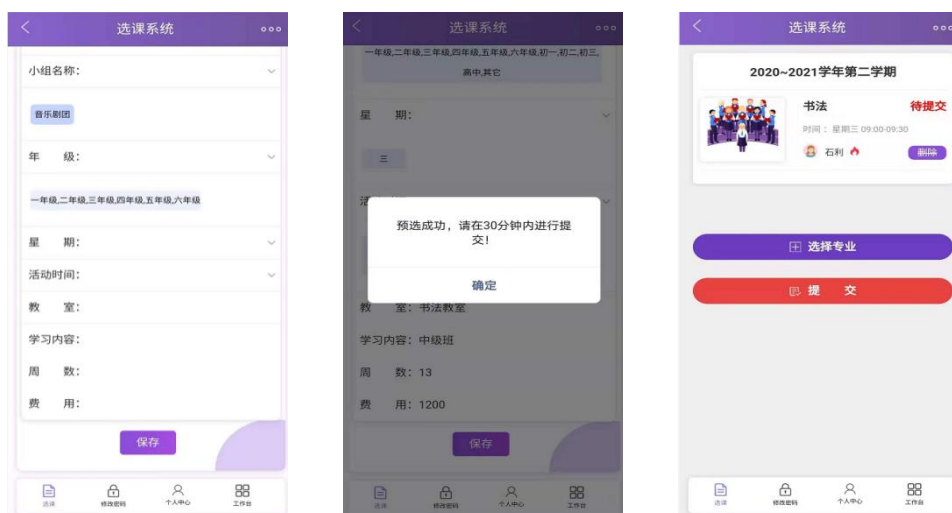 选课系统
小组名称：
音乐剧团
年 级：
一年级,二年级,三年级,四年级,五年级,六年级
星 期：
活动时间：
教 室：
学习内容：
周 数：
费 用：
保存
选课
修改密码
个人中心
工作台
选课系统
一年级,二年级,三年级,四年级,五年级,六年级,初一,初二,初三,
高中,其它
星 期：
三
活
预选成功，请在30分钟内进行提
交！
确定
教 室：书法教室
学习内容：中级班
周 数：13
费 用：1200
保存
选课
修改密码
个人中心
工作台
选课系统
2020~2021学年第二学期
书法 待提交
时间：星期三 09:00-09:30
石利 删除
选择专业
提 交
选课
修改密码
个人中心
工作台